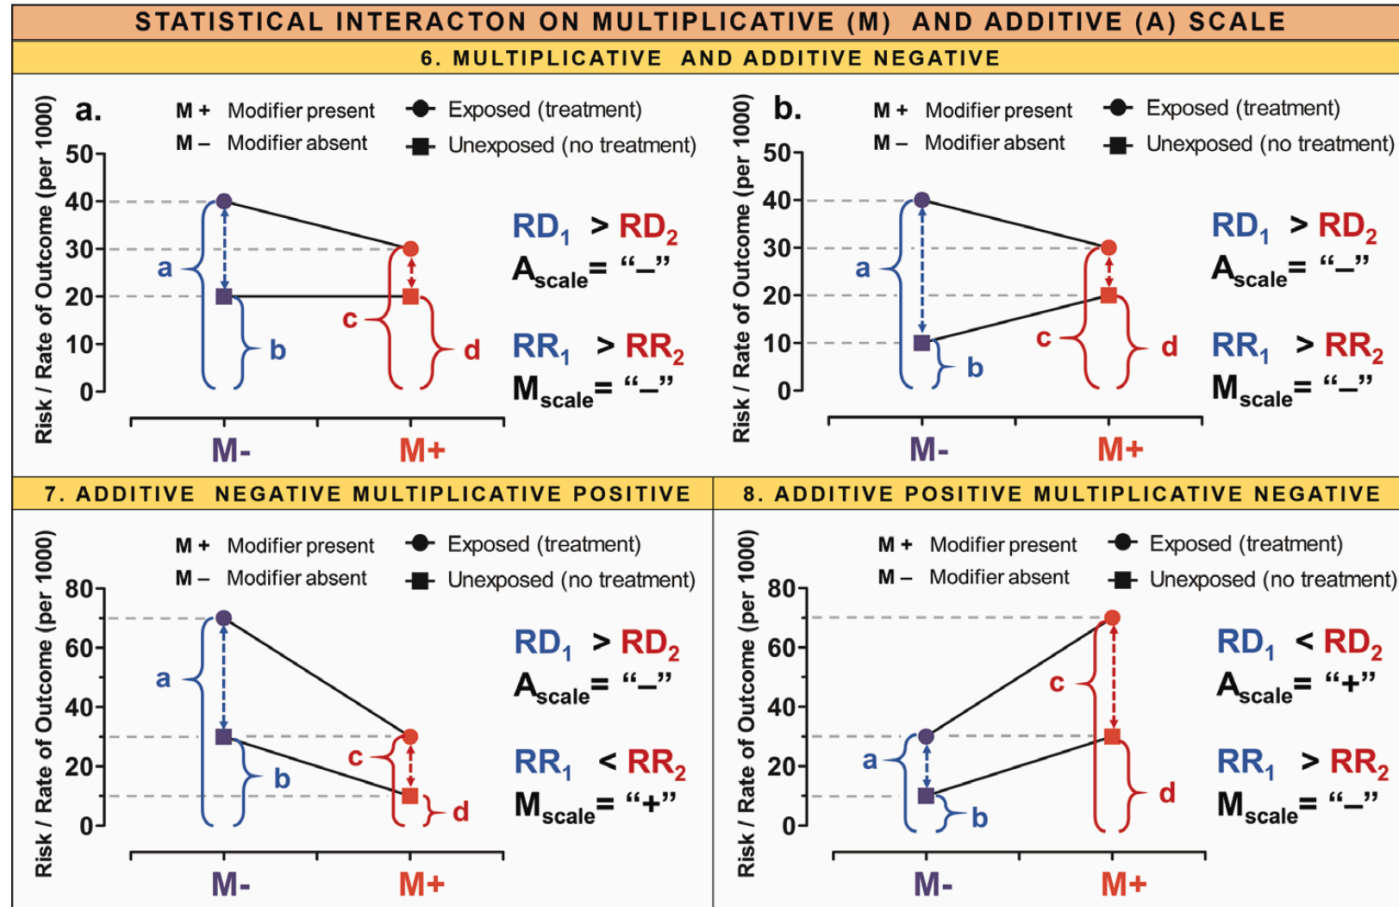 STATISTICAL INTERACTON ON MULTIPLICATIVE (M) AND ADDITIVE (A) SCALE
6. MULTIPLICATIVE AND ADDITIVE NEGATIVE
a.
M + Modifier present
Exposed (treatment)
M – Modifier absent
Unexposed (no treatment)
Risk / Rate of Outcome (per 1000)
50
40
30
20
10
0
a
b
c
d
RD1 > RD2
Ascale= “–”
RR1 > RR2
Mscale= “–”
M-
M+
b.
M + Modifier present
Exposed (treatment)
M – Modifier absent
Unexposed (no treatment)
Risk / Rate of Outcome (per 1000)
50
40
30
20
10
0
a
b
c
d
RD1 > RD2
Ascale= “–”
RR1 > RR2
Mscale= “–”
M-
M+
7. ADDITIVE NEGATIVE MULTIPLICATIVE POSITIVE
M + Modifier present
Exposed (treatment)
M – Modifier absent
Unexposed (no treatment)
Risk / Rate of Outcome (per 1000)
80
60
40
20
0
a
b
c
d
RD1 > RD2
Ascale= “–”
RR1 < RR2
Mscale= “+”
M-
M+
8. ADDITIVE POSITIVE MULTIPLICATIVE NEGATIVE
M + Modifier present
Exposed (treatment)
M – Modifier absent
Unexposed (no treatment)
Risk / Rate of Outcome (per 1000)
80
60
40
20
0
a
b
c
d
RD1 < RD2
Ascale= “+”
RR1 > RR2
Mscale= “–”
M-
M+